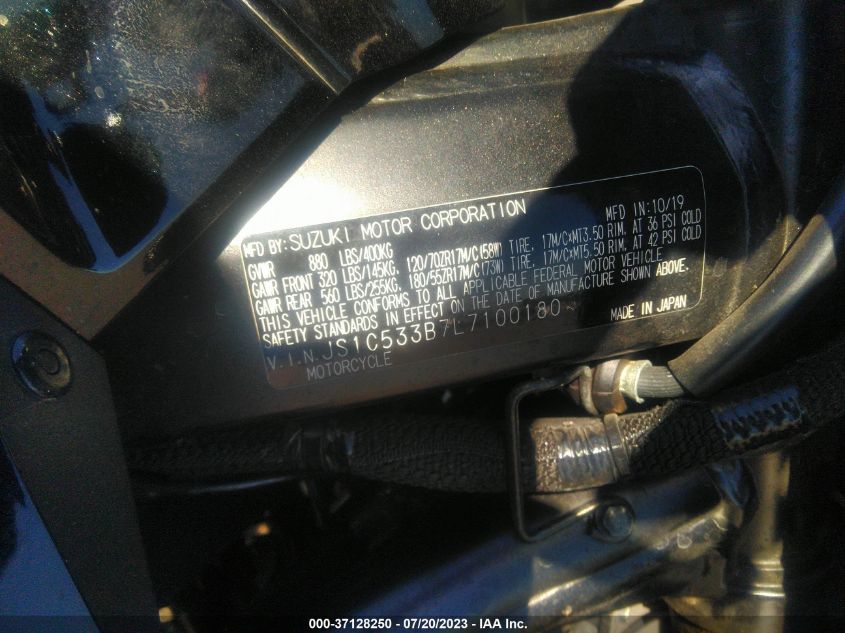 MFD BY: SUZUKI MOTOR CORPORATION MFD IN: 10/19
GVWR 880 LBS/400KG
GAWR FRONT 320 LBS/145KG. 120/70ZR17M/C(58W) TIRE, 17M/C×MT3.50 RIM. AT 36 PSI COLD
GAWR REAR 560 LBS/255KG. 180/55ZR17M/C(73W) TIRE, 17M/C×MT5.50 RIM. AT 42 PSI COLD
THIS VEHICLE CONFORMS TO ALL APPLICABLE FEDERAL MOTOR VEHICLE
SAFETY STANDARDS IN EFFECT ON THE DATE OF MANUFACTURE SHOWN ABOVE.
V.I.N. JS1C533B7L7100180 MADE IN JAPAN
MOTORCYCLE
000-37128250 - 07/20/2023 - IAA Inc.